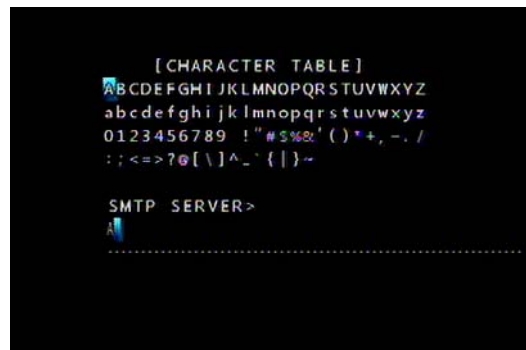 [CHARACTER TABLE]
ABCDEFGHIJKLMNOPQRSTUVWXYZ
abcdefghijklmnopqrstuvwxyz
0123456789 !"#$%&'()*+,-./
:;<=>?@[\]^_`{|}~
SMTP SERVER>
A